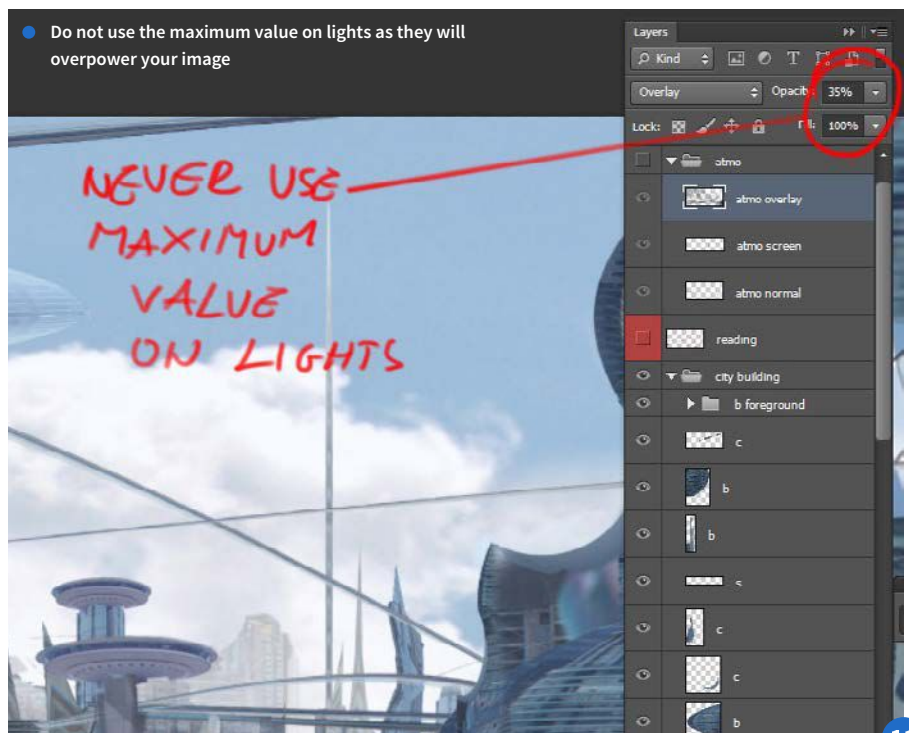 Do not use the maximum value on lights as they will
overpower your image
NEVER USE
MAXIMUM
VALUE
ON LIGHTS
Layers
Kind
Overlay
Opacity: 35%
Lock:
Fill: 100%
atmo
atmo overlay
atmo screen
atmo normal
reading
city building
b foreground
c
b
b
s
c
c
b